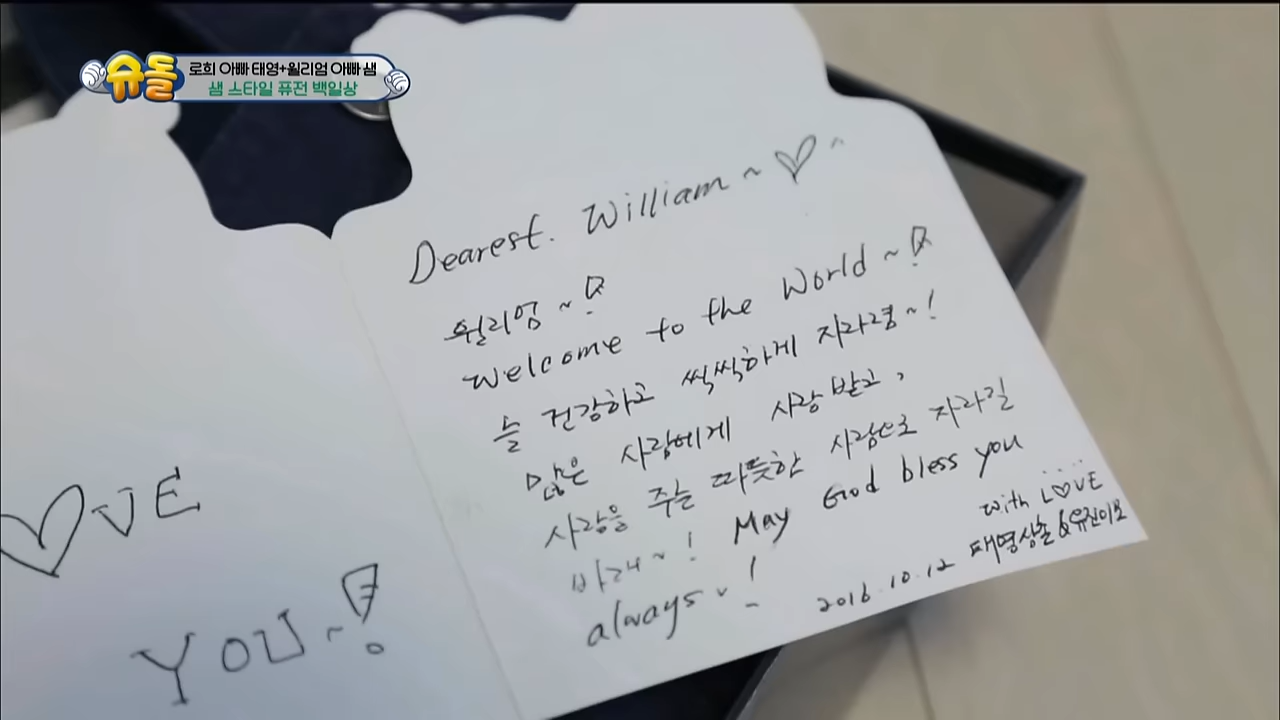 슈돌
로희 아빠 태영+윌리엄 아빠 샘
샘 스타일 퓨전 백일상
L♡VE
YOU~!
Dearest. William~♡
윌리엄~!
Welcome to the World~!
늘 건강하고 씩씩하게 자라렴~!
많은 사람에게 사랑받고,
사랑을 주는 따뜻한 사람으로 자라길
바래~! May God bless you
always~!
with L♡VE
2016.10.12 태영삼촌 &유진이모